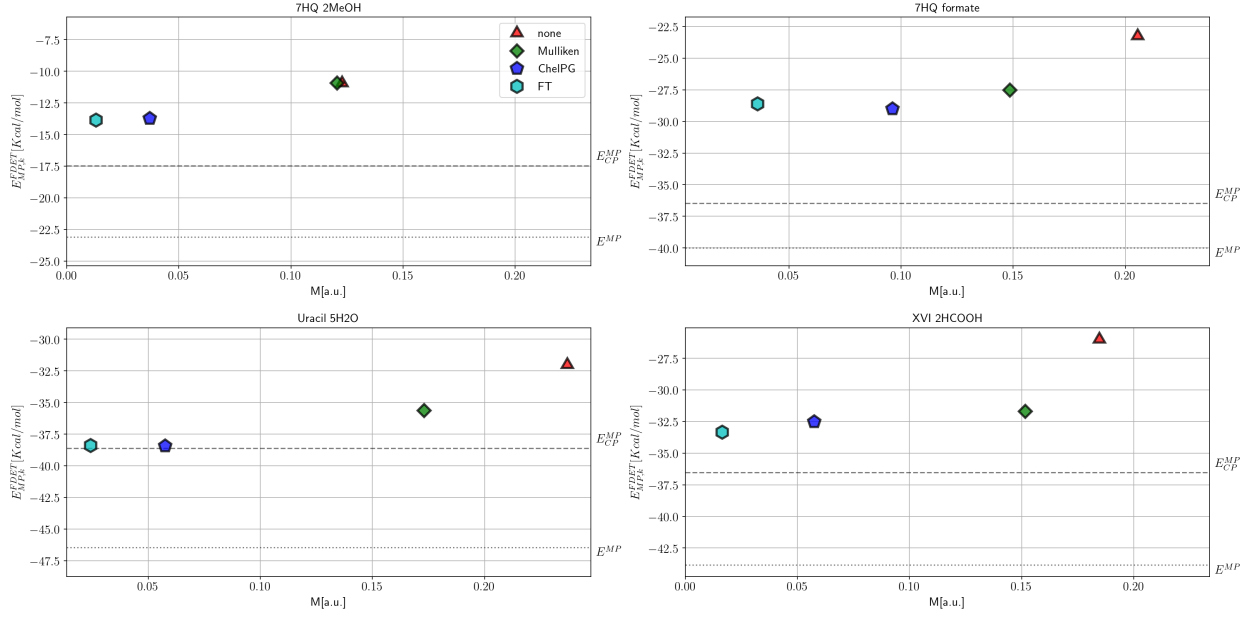 7HQ 2MeOH
−7.5
−10.0
−12.5
−15.0
−17.5
−20.0
−22.5
−25.0
0.00 0.05 0.10 0.15 0.20
M[a.u.]
E^{FDET}_{MP,k}[Kcal/mol]
none
Mulliken
ChelPG
FT
E^{MP}_{CP}
E^{MP}
7HQ formate
−22.5
−25.0
−27.5
−30.0
−32.5
−35.0
−37.5
−40.0
0.05 0.10 0.15 0.20
M[a.u.]
E^{FDET}_{MP,k}[Kcal/mol]
E^{MP}_{CP}
E^{MP}
Uracil 5H2O
−30.0
−32.5
−35.0
−37.5
−40.0
−42.5
−45.0
−47.5
0.05 0.10 0.15 0.20
M[a.u.]
E^{FDET}_{MP,k}[Kcal/mol]
E^{MP}_{CP}
E^{MP}
XVI 2HCOOH
−27.5
−30.0
−32.5
−35.0
−37.5
−40.0
−42.5
0.00 0.05 0.10 0.15 0.20
M[a.u.]
E^{FDET}_{MP,k}[Kcal/mol]
E^{MP}_{CP}
E^{MP}